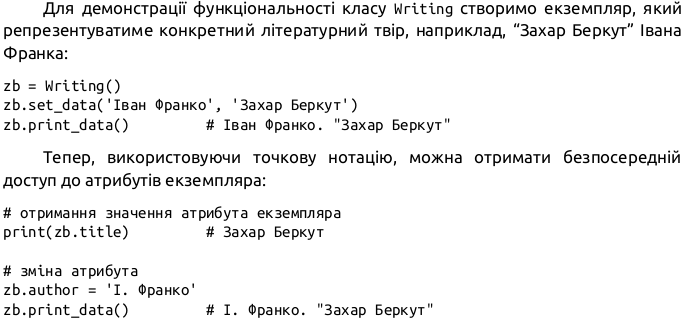 Для демонстрації функціональності класу Writing створимо екземпляр, який
репрезентуватиме конкретний літературний твір, наприклад, “Захар Беркут” Івана
Франка:
zb = Writing()
zb.set_data('Іван Франко', 'Захар Беркут')
zb.print_data()         # Іван Франко. "Захар Беркут"
Тепер, використовуючи точкову нотацію, можна отримати безпосередній
доступ до атрибутів екземпляра:
# отримання значення атрибута екземпляра
print(zb.title)         # Захар Беркут
# зміна атрибута
zb.author = 'І. Франко'
zb.print_data()         # І. Франко. "Захар Беркут"